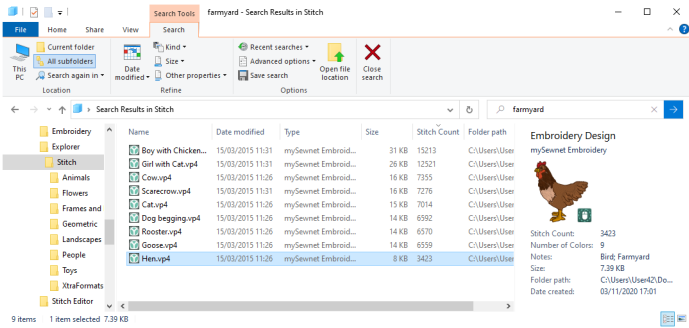 Search Tools
farmyard - Search Results in Stitch
File
Home
Share
View
Search
This PC
Current folder
All subfolders
Search again in
Location
Date modified
Kind
Size
Other properties
Refine
Recent searches
Advanced options
Save search
Options
Open file location
Close search
Search Results in Stitch
farmyard
Embroidery
Explorer
Stitch
Animals
Flowers
Frames and
Geometric
Landscapes
People
Toys
XtraFormats
Stitch Editor
Name Date modified Type Size Stitch Count Folder path
Boy with Chicken... 15/03/2015 11:31 mySewnet Embroid... 31 KB 15213 C:\Users\User
Girl with Cat.vp4 15/03/2015 11:31 mySewnet Embroid... 26 KB 12521 C:\Users\User
Cow.vp4 15/03/2015 11:26 mySewnet Embroid... 16 KB 7355 C:\Users\User
Scarecrow.vp4 15/03/2015 11:26 mySewnet Embroid... 16 KB 7276 C:\Users\User
Cat.vp4 15/03/2015 11:26 mySewnet Embroid... 15 KB 7014 C:\Users\User
Dog begging.vp4 15/03/2015 11:26 mySewnet Embroid... 14 KB 6592 C:\Users\User
Rooster.vp4 15/03/2015 11:26 mySewnet Embroid... 14 KB 6570 C:\Users\User
Goose.vp4 15/03/2015 11:26 mySewnet Embroid... 14 KB 6559 C:\Users\User
Hen.vp4 15/03/2015 11:26 mySewnet Embroid... 8 KB 3423 C:\Users\User
Embroidery Design
mySewnet Embroidery
Stitch Count: 3423
Number of Colors: 9
Notes: Bird; Farmyard
Size: 7.39 KB
Folder path: C:\Users\User42\Do...
Date created: 03/11/2020 17:01
9 items 1 item selected 7.39 KB